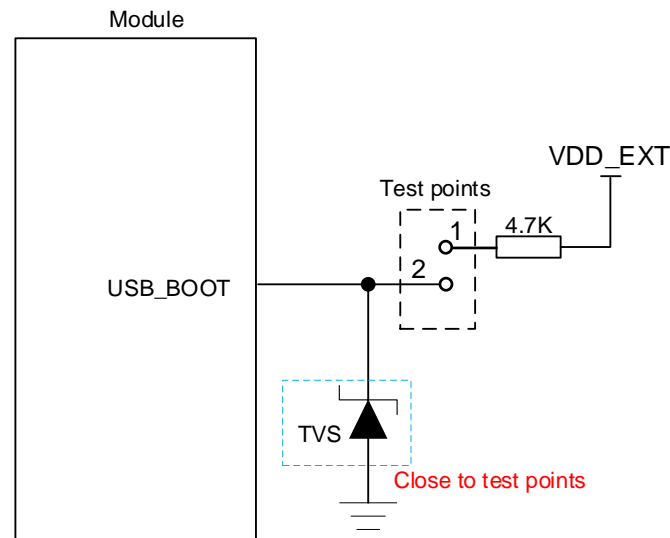 Module
VDD_EXT
Test points
1
4.7K
2
USB_BOOT
TVS
Close to test points